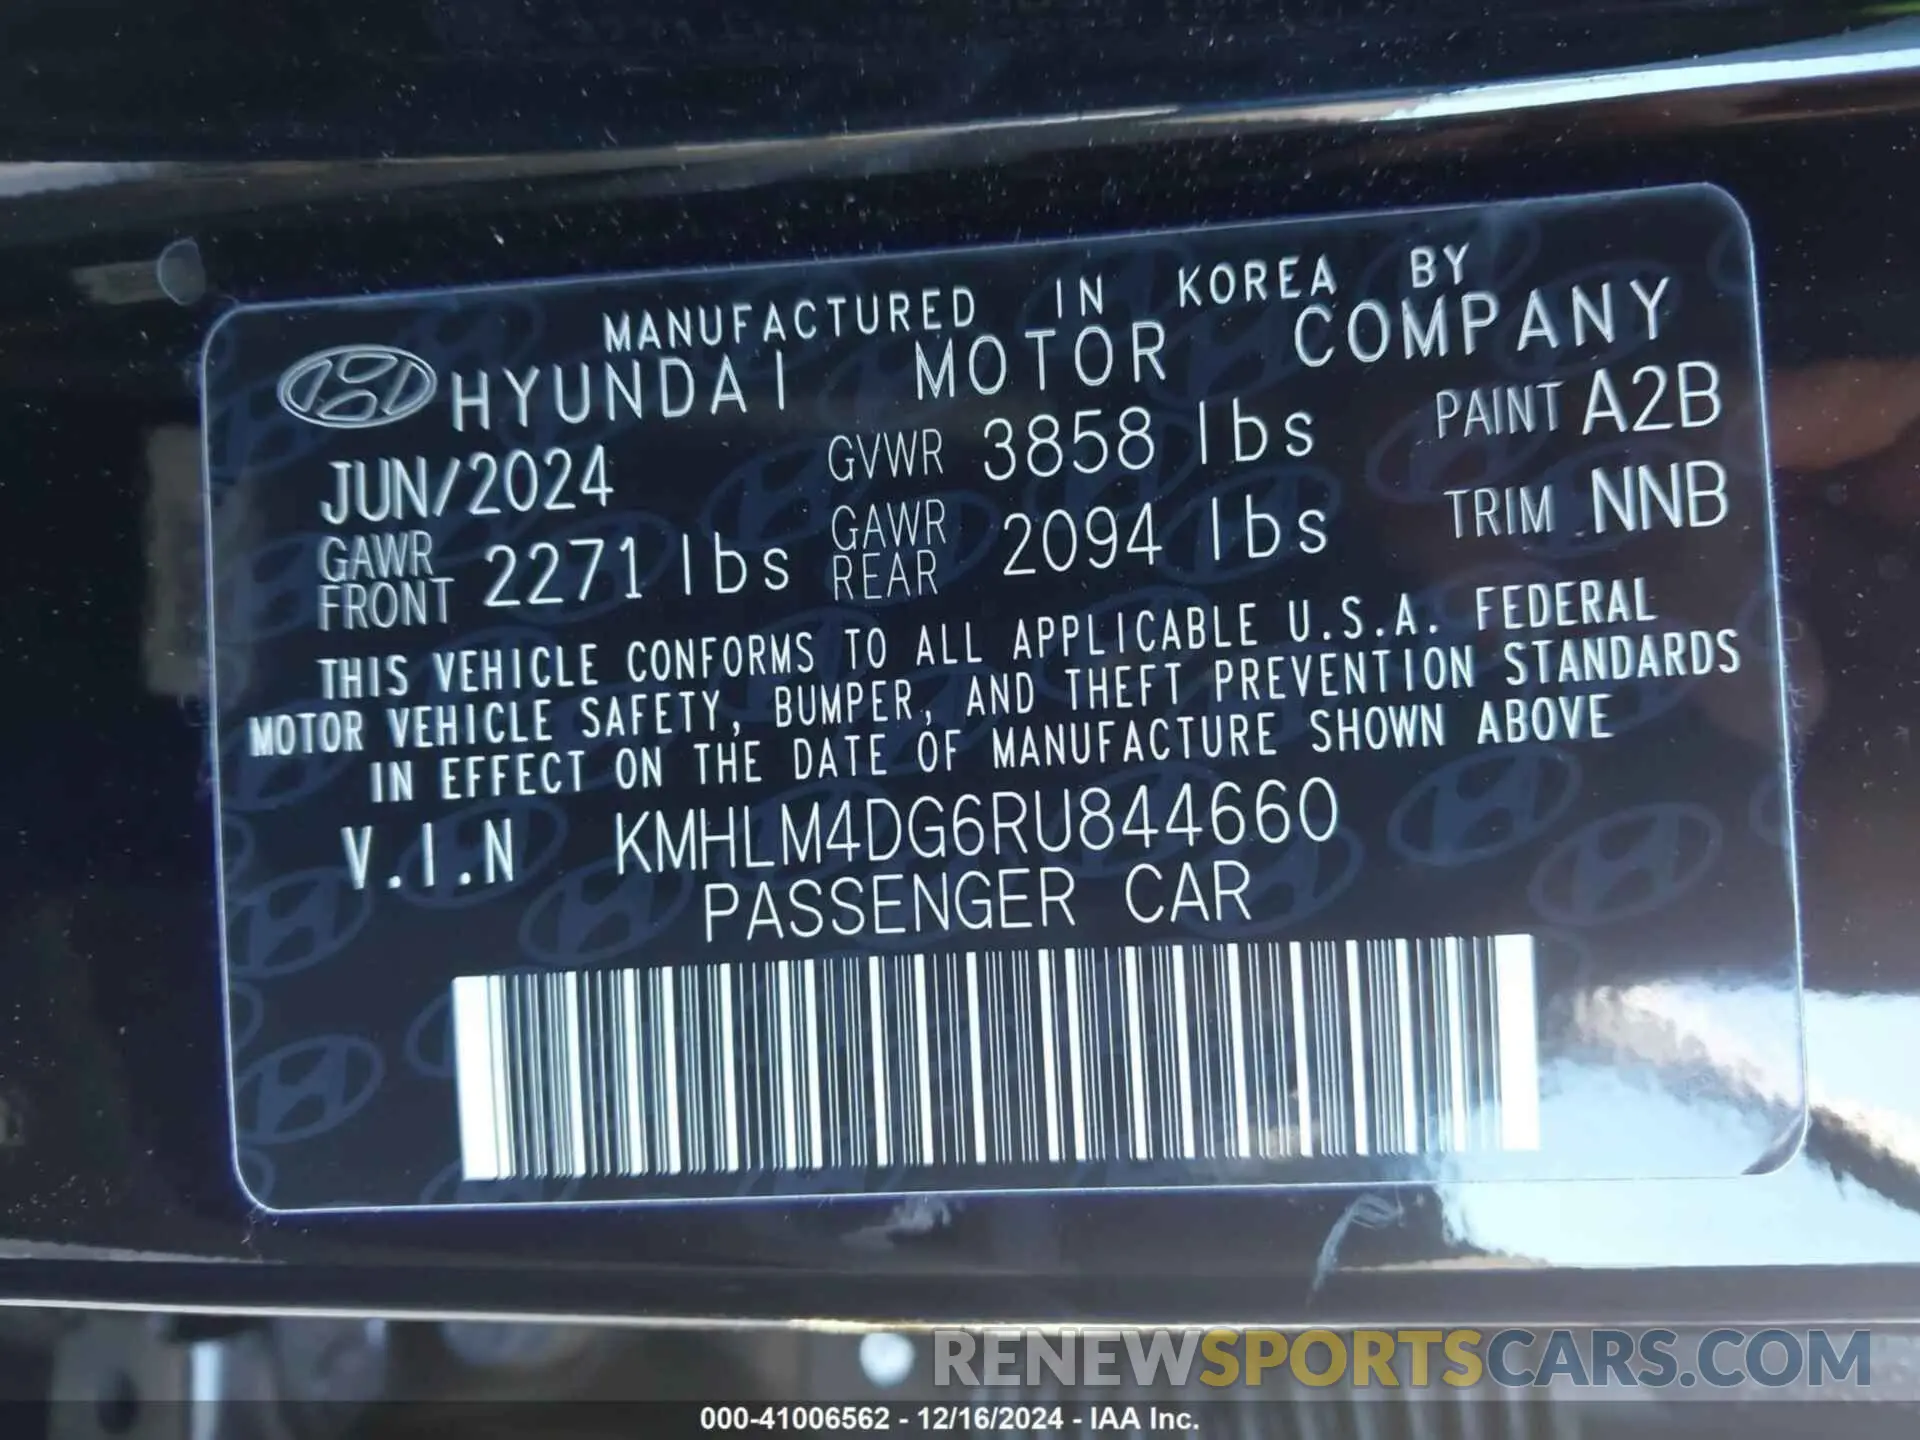 MANUFACTURED IN KOREA BY
HYUNDAI MOTOR COMPANY
JUN/2024 GVWR 3858 lbs PAINT A2B
GAWR FRONT 2271 lbs GAWR REAR 2094 lbs TRIM NNB
THIS VEHICLE CONFORMS TO ALL APPLICABLE U.S.A. FEDERAL
MOTOR VEHICLE SAFETY, BUMPER, AND THEFT PREVENTION STANDARDS
IN EFFECT ON THE DATE OF MANUFACTURE SHOWN ABOVE
V.I.N KMHLM4DG6RU844660
PASSENGER CAR
RENEWSPORTSCARS.COM
000-41006562 - 12/16/2024 - IAA Inc.